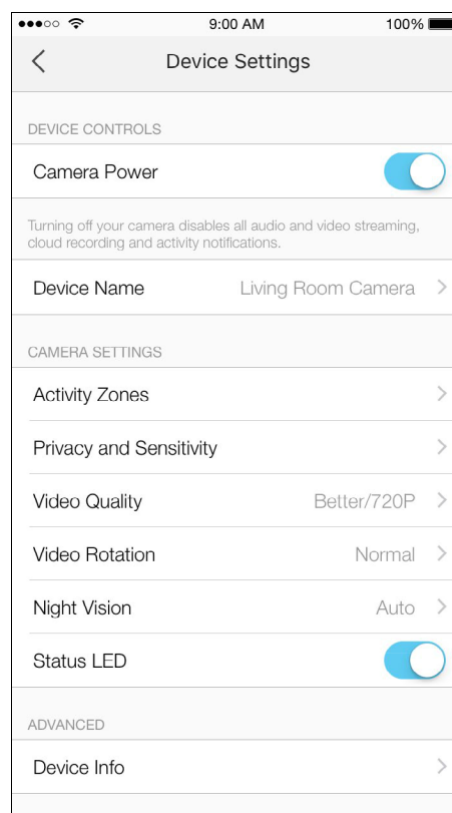 9:00 AM 100%
Device Settings
DEVICE CONTROLS
Camera Power
Turning off your camera disables all audio and video streaming,
cloud recording and activity notifications.
Device Name Living Room Camera
CAMERA SETTINGS
Activity Zones
Privacy and Sensitivity
Video Quality Better/720P
Video Rotation Normal
Night Vision Auto
Status LED
ADVANCED
Device Info